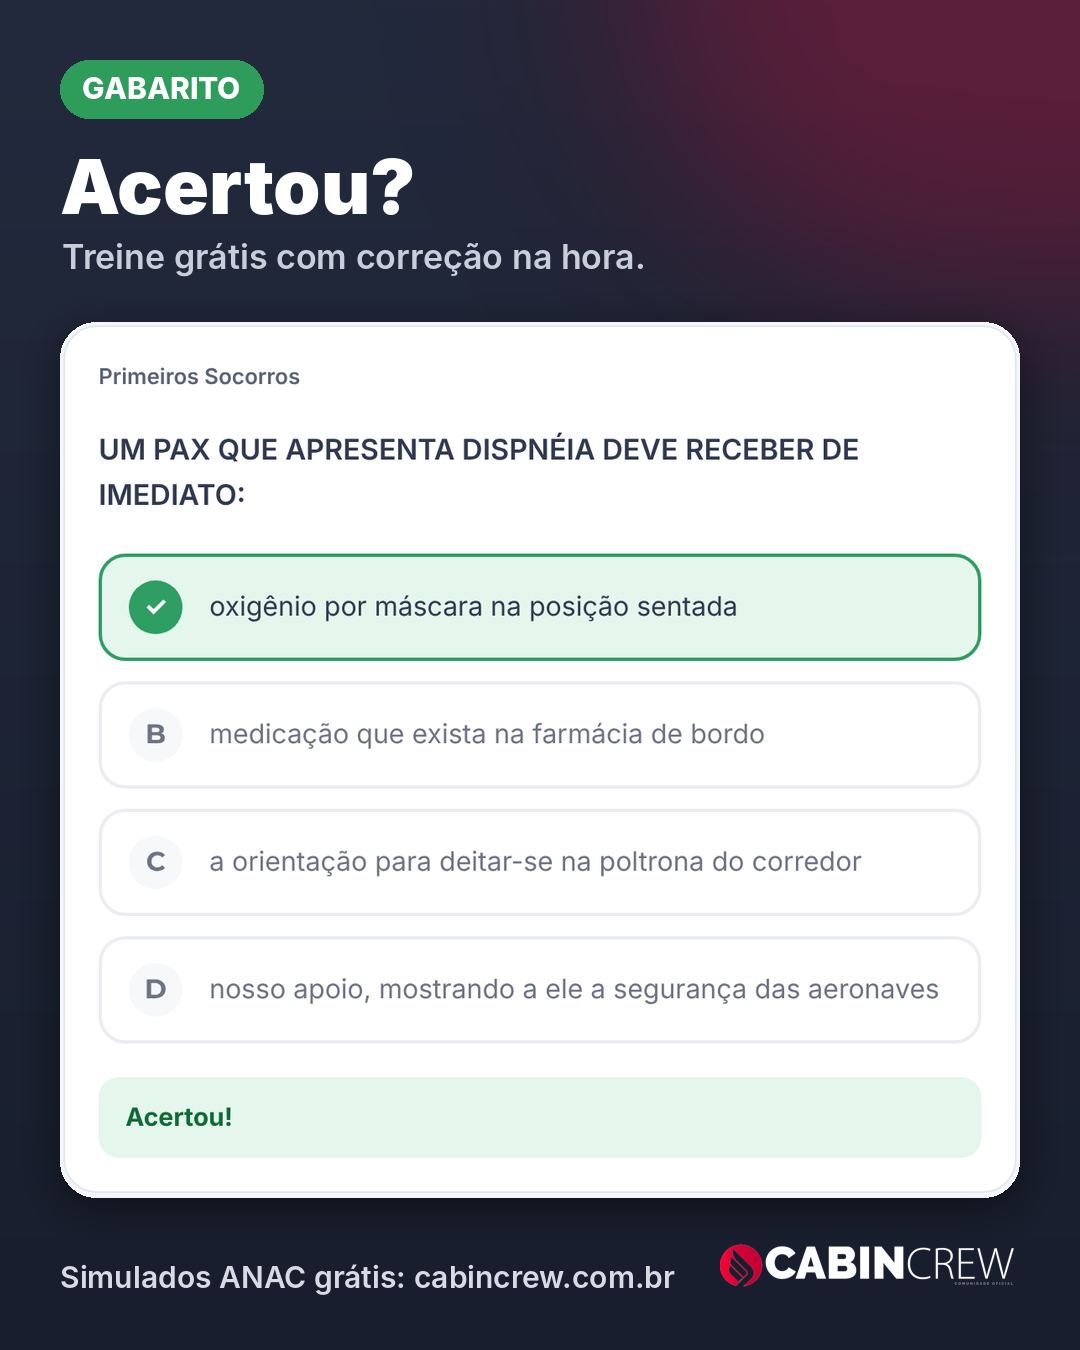 GABARITO
Acertou?
Treine grátis com correção na hora.
Primeiros Socorros
UM PAX QUE APRESENTA DISPNÉIA DEVE RECEBER DE
IMEDIATO:
oxigênio por máscara na posição sentada
B medicação que exista na farmácia de bordo
C a orientação para deitar-se na poltrona do corredor
D nosso apoio, mostrando a ele a segurança das aeronaves
Acertou!
Simulados ANAC grátis: cabincrew.com.br
CABINCREW
COMUNIDADE OFICIAL